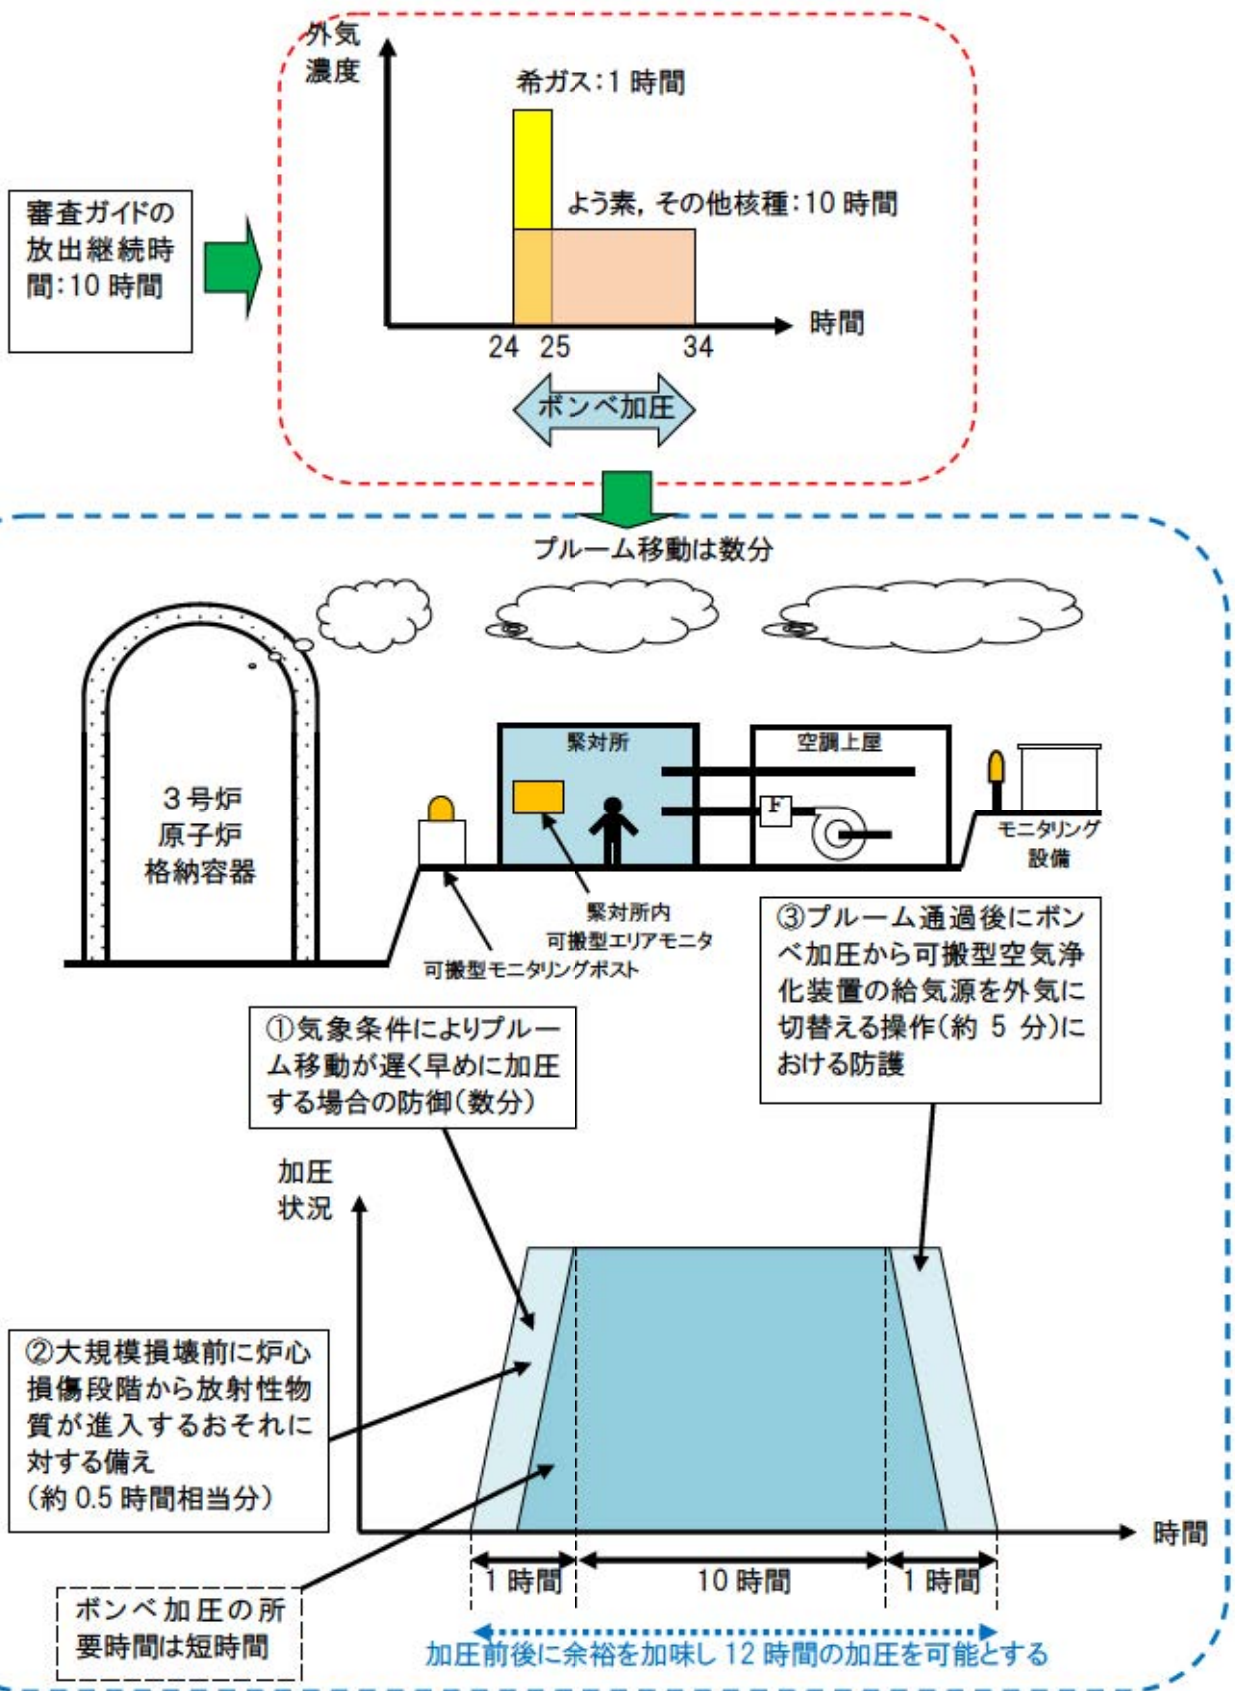 外気
濃度
希ガス：1 時間
よう素，その他核種：10 時間
審査ガイドの
放出継続時
間：10 時間
時間
24 25 34
ボンベ加圧
プルーム移動は数分
緊対所
空調上屋
F
３号炉
原子炉
格納容器
モニタリング
設備
緊対所内
可搬型エリアモニタ
可搬型モニタリングポスト
③プルーム通過後にボン
ベ加圧から可搬型空気浄
化装置の給気源を外気に
切替える操作（約 5 分）に
おける防護
①気象条件によりプルー
ム移動が遅く早めに加圧
する場合の防御（数分）
加圧
状況
②大規模損壊前に炉心
損傷段階から放射性物
質が進入するおそれに
対する備え
（約 0.5 時間相当分）
時間
1 時間 10 時間 1 時間
ボンベ加圧の所
要時間は短時間
加圧前後に余裕を加味し 12 時間の加圧を可能とする